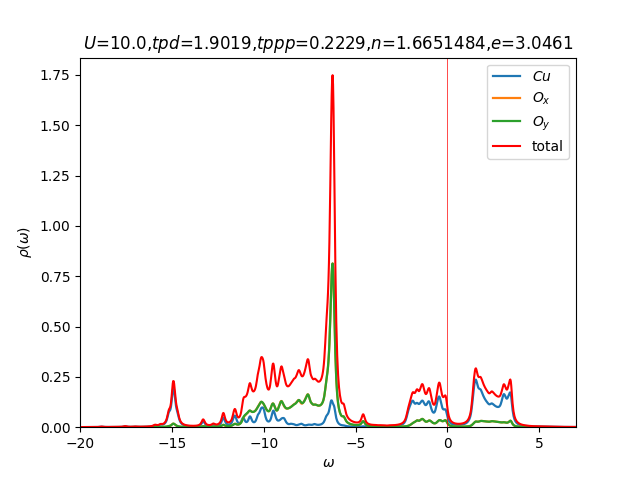 U=10.0,tpd=1.9019,tppp=0.2229,n=1.6651484,e=3.0461
1.75
1.50
1.25
1.00
0.75
0.50
0.25
0.00
ρ(ω)
Cu
Oₓ
O_y
total
−20
−15
−10
−5
0
5
ω